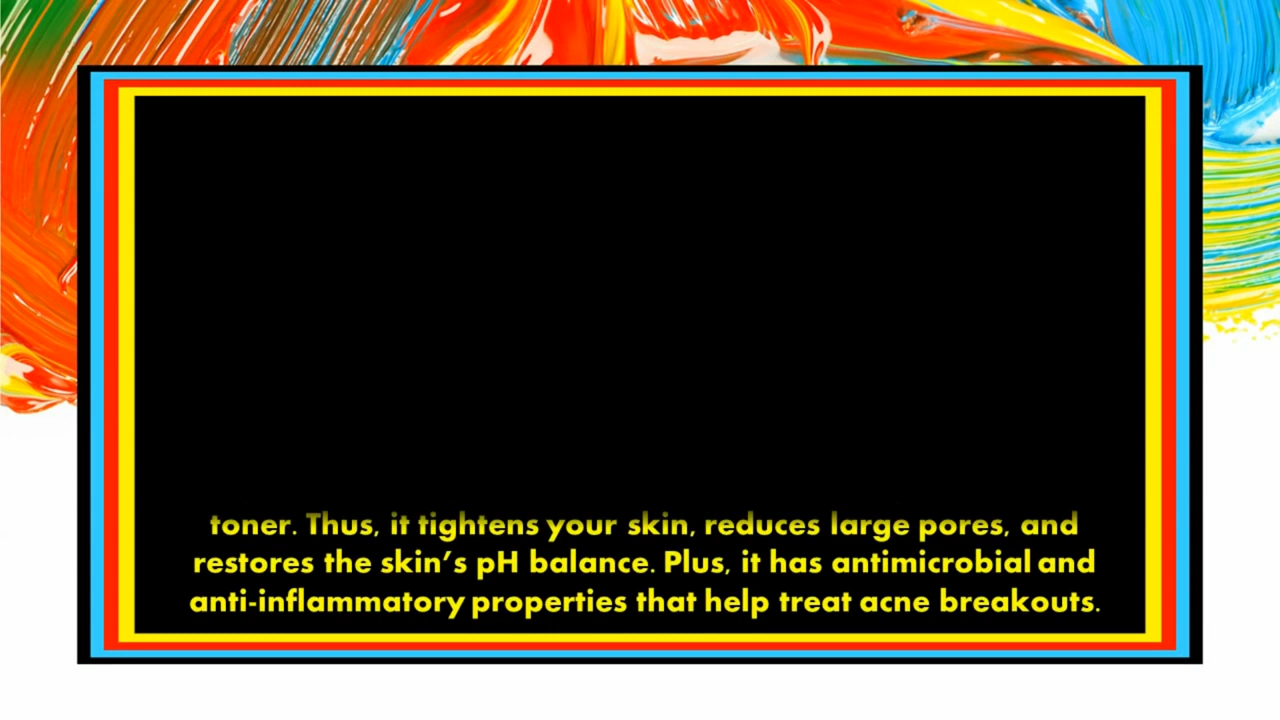 toner. Thus, it tightens your skin, reduces large pores, and
restores the skin's pH balance. Plus, it has antimicrobial and
anti-inflammatory properties that help treat acne breakouts.